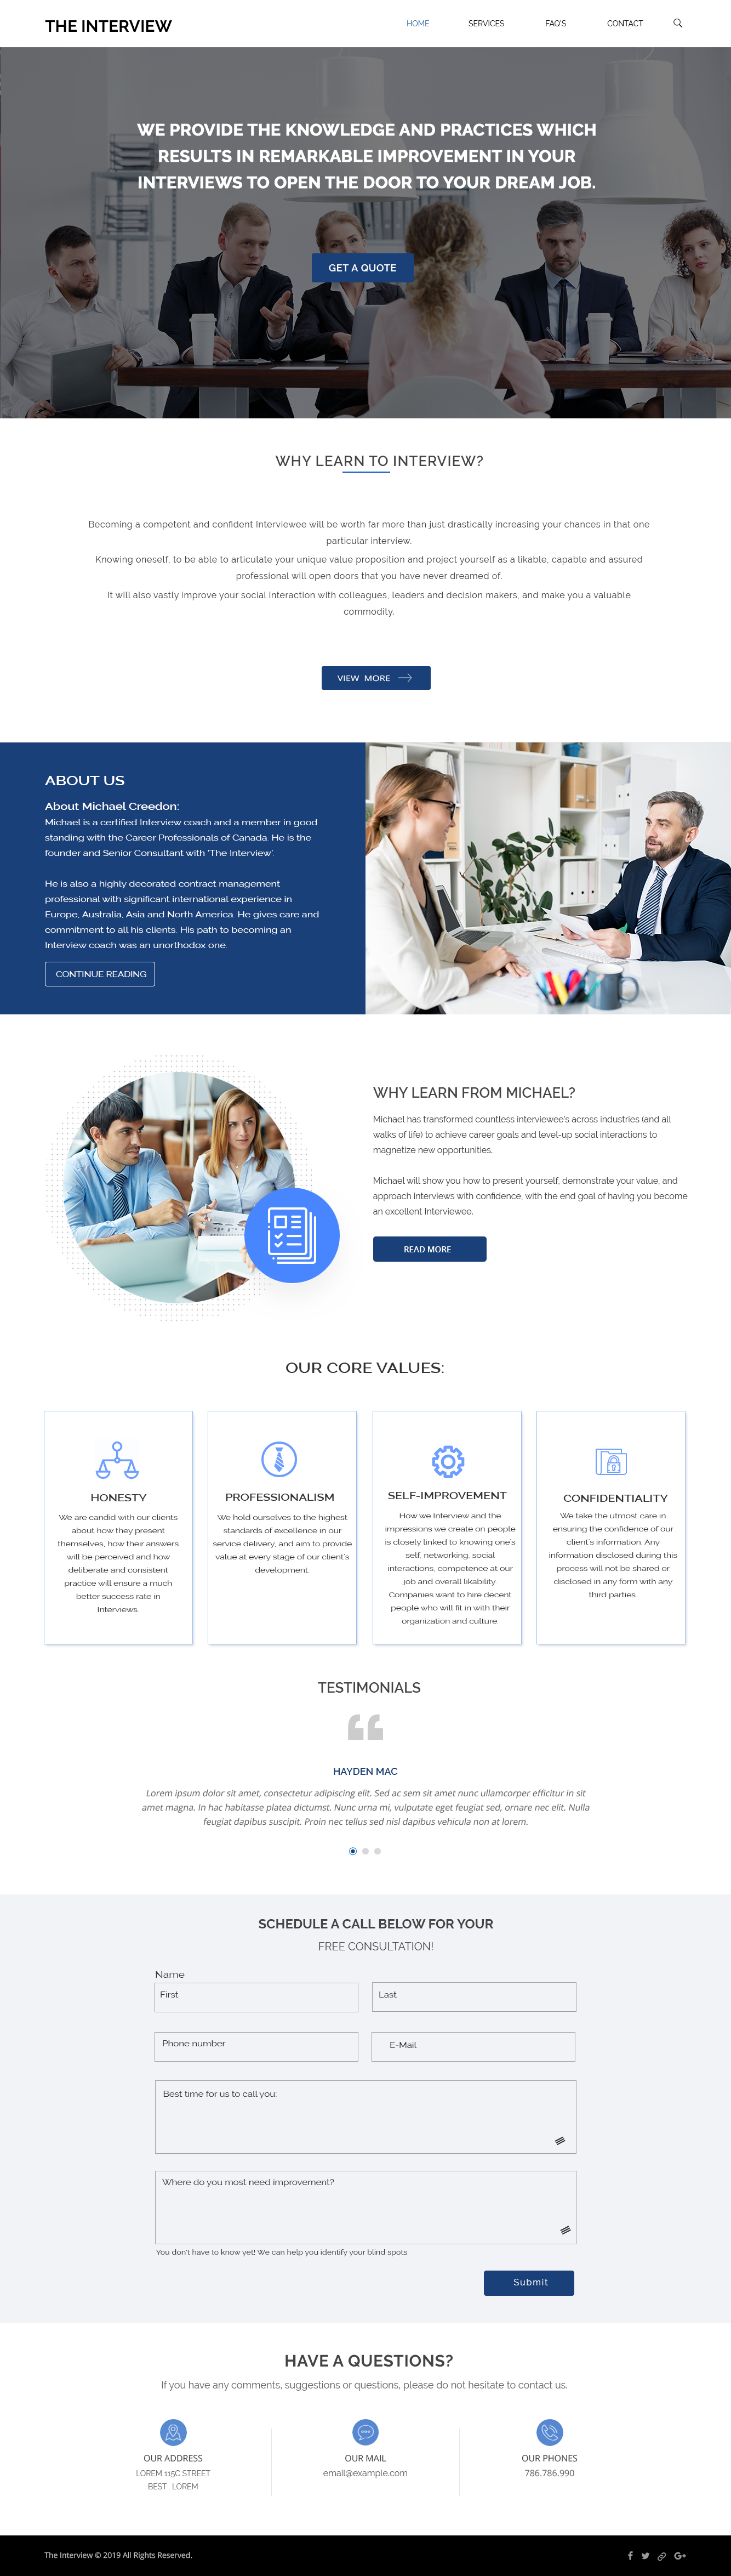 THE INTERVIEW
HOME SERVICES FAQ'S CONTACT
WE PROVIDE THE KNOWLEDGE AND PRACTICES WHICH
RESULTS IN REMARKABLE IMPROVEMENT IN YOUR
INTERVIEWS TO OPEN THE DOOR TO YOUR DREAM JOB.
GET A QUOTE
WHY LEARN TO INTERVIEW?
Becoming a competent and confident Interviewee will be worth far more than just drastically increasing your chances in that one
particular interview.
Knowing oneself, to be able to articulate your unique value proposition and project yourself as a likable, capable and assured
professional will open doors that you have never dreamed of.
It will also vastly improve your social interaction with colleagues, leaders and decision makers, and make you a valuable
commodity.
VIEW MORE
ABOUT US
About Michael Creedon:
Michael is a certified Interview coach and a member in good
standing with the Career Professionals of Canada. He is the
founder and Senior Consultant with 'The Interview'.
He is also a highly decorated contract management
professional with significant international experience in
Europe, Australia, Asia and North America. He gives care and
commitment to all his clients. His path to becoming an
Interview coach was an unorthodox one.
CONTINUE READING
WHY LEARN FROM MICHAEL?
Michael has transformed countless interviewee's across industries (and all
walks of life) to achieve career goals and level-up social interactions to
magnetize new opportunities.
Michael will show you how to present yourself, demonstrate your value, and
approach interviews with confidence, with the end goal of having you become
an excellent Interviewee.
READ MORE
OUR CORE VALUES:
HONESTY
We are candid with our clients
about how they present
themselves, how their answers
will be perceived and how
deliberate and consistent
practice will ensure a much
better success rate in
Interviews.
PROFESSIONALISM
We hold ourselves to the highest
standards of excellence in our
service delivery, and aim to provide
value at every stage of our client's
development.
SELF-IMPROVEMENT
How we Interview and the
impressions we create on people
is closely linked to knowing one's
self, networking, social
interactions, competence at our
job and overall likability.
Companies want to hire decent
people who will fit in with their
organization and culture.
CONFIDENTIALITY
We take the utmost care in
ensuring the confidence of our
client's information. Any
information disclosed during this
process will not be shared or
disclosed in any form with any
third parties.
TESTIMONIALS
HAYDEN MAC
Lorem ipsum dolor sit amet, consectetur adipiscing elit. Sed ac sem sit amet nunc ullamcorper efficitur in sit
amet magna. In hac habitasse platea dictumst. Nunc urna mi, vulputate eget feugiat sed, ornare nec elit. Nulla
feugiat dapibus suscipit. Proin nec tellus sed nisl dapibus vehicula non at lorem.
SCHEDULE A CALL BELOW FOR YOUR
FREE CONSULTATION!
Name
First Last
Phone number E-Mail
Best time for us to call you:
Where do you most need improvement?
You don't have to know yet! We can help you identify your blind spots
Submit
HAVE A QUESTIONS?
If you have any comments, suggestions or questions, please do not hesitate to contact us.
OUR ADDRESS
LOREM 115C STREET
BEST . LOREM
OUR MAIL
email@example.com
OUR PHONES
786.786.990
The Interview © 2019 All Rights Reserved.